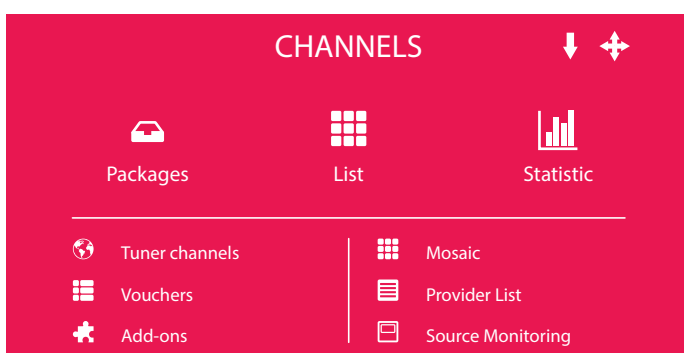 CHANNELS
Packages
List
Statistic
Tuner channels
Mosaic
Vouchers
Provider List
Add-ons
Source Monitoring